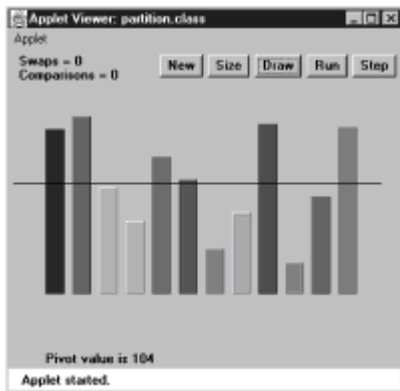 Applet Viewer: partition.class
Applet
Swaps = 0
Comparisons = 0
New Size Draw Run Step
Pivot value is 104
Applet started.